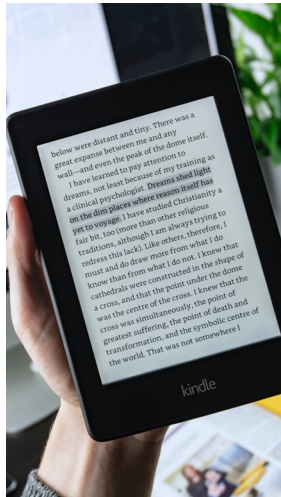 below were distant and tiny. There was a
great expanse between me and any
wall—and even the peak of the dome itself.
I have learned to pay attention to
dreams, not least because of my training as
a clinical psychologist. Dreams shed light
on the dim places where reason itself has
yet to voyage. I have studied Christianity a
fair bit, too (more than other religious
traditions, although I am always trying to
redress this lack). Like others, therefore, I
must and do draw more from what I do
know than from what I do not. I knew that
cathedrals were constructed in the shape of
a cross, and that the point under the dome
was the centre of the cross. I knew that the
cross was simultaneously, the point of
greatest suffering, the point of death and
transformation, and the symbolic centre of
the world. That was not somewhere I
kindle